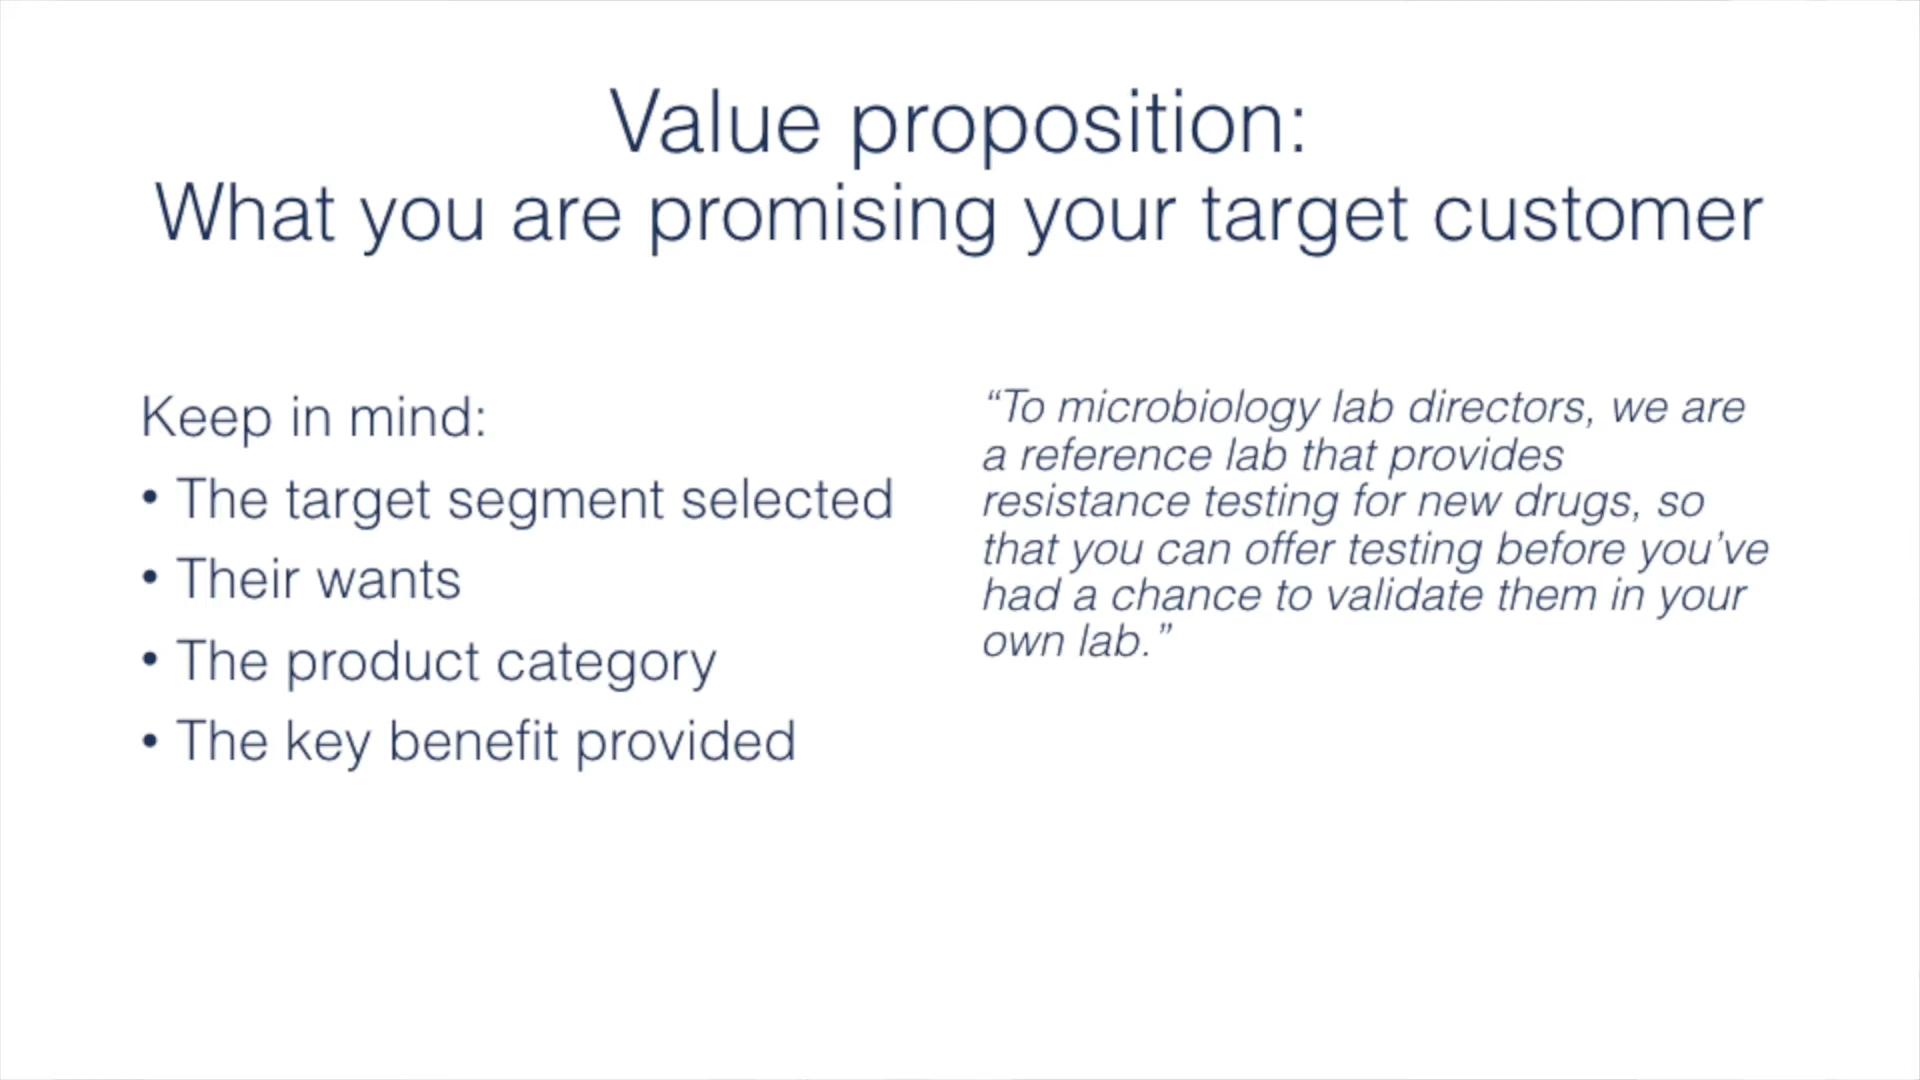 Value proposition:
What you are promising your target customer
Keep in mind:
• The target segment selected
• Their wants
• The product category
• The key benefit provided
“To microbiology lab directors, we are
a reference lab that provides
resistance testing for new drugs, so
that you can offer testing before you’ve
had a chance to validate them in your
own lab.”